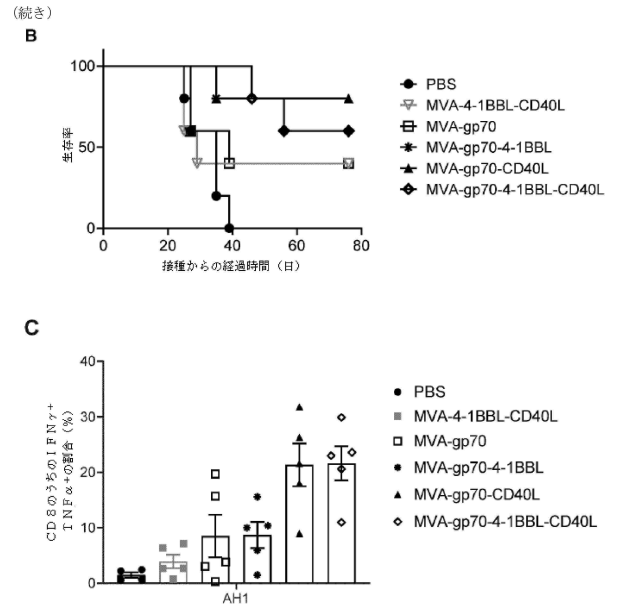 (続き)
B
100
50
0
生存率
0 20 40 60 80
接種からの経過時間(日)
PBS
MVA-4-1BBL-CD40L
MVA-gp70
MVA-gp70-4-1BBL
MVA-gp70-CD40L
MVA-gp70-4-1BBL-CD40L
C
CD8のうちのIFNγ+
TNFα+の割合(%)
40
30
20
10
0
AH1
PBS
MVA-4-1BBL-CD40L
MVA-gp70
MVA-gp70-4-1BBL
MVA-gp70-CD40L
MVA-gp70-4-1BBL-CD40L